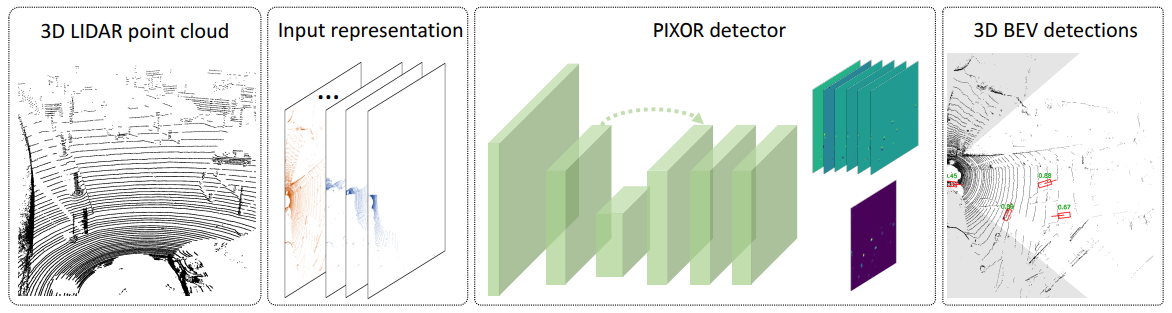 3D LIDAR point cloud
Input representation
PIXOR detector
3D BEV detections
...
0.88
0.67